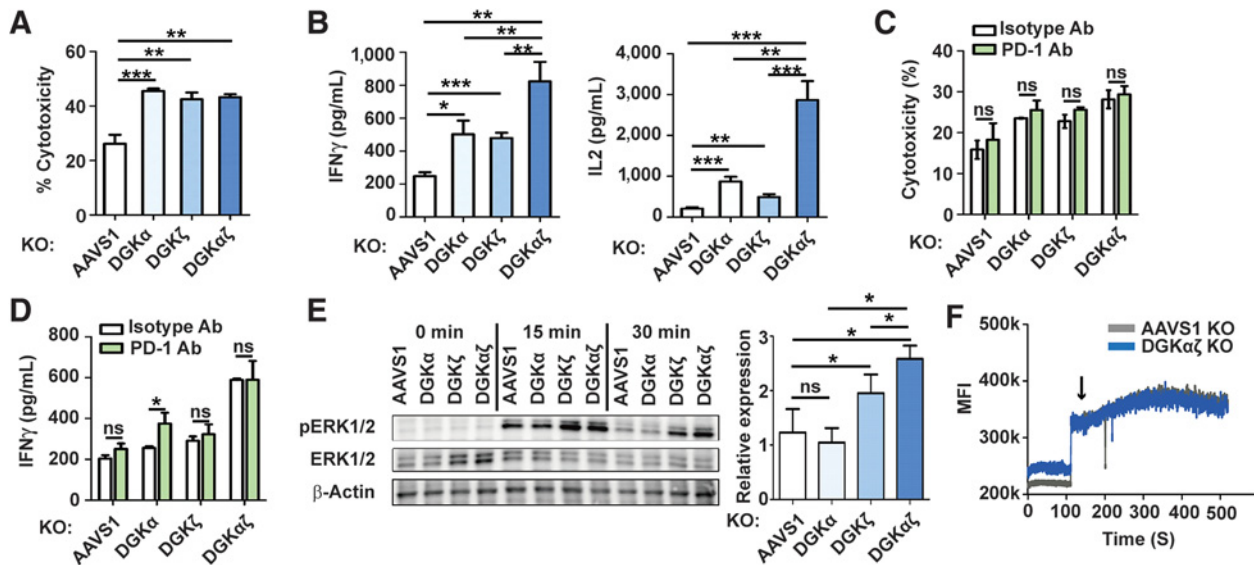 A
**
**
***
60
40
20
0
% Cytotoxicity
KO:
AAVS1
DGKα
DGKζ
DGKαζ
B
**
**
**
***
*
1,000
800
600
400
200
0
IFNγ (pg/mL)
KO:
AAVS1
DGKα
DGKζ
DGKαζ
***
**
***
**
***
4,000
3,000
2,000
1,000
0
IL2 (pg/mL)
AAVS1
DGKα
DGKζ
DGKαζ
C
Isotype Ab
PD-1 Ab
50
40
30
20
10
0
ns
ns
ns
ns
Cytotoxicity (%)
KO:
AAVS1
DGKα
DGKζ
DGKαζ
D
Isotype Ab
PD-1 Ab
800
600
400
200
0
ns
*
ns
ns
IFNγ (pg/mL)
KO:
AAVS1
DGKα
DGKζ
DGKαζ
E
0 min 15 min 30 min
AAVS1 DGKα DGKζ DGKαζ AAVS1 DGKα DGKζ DGKαζ AAVS1 DGKα DGKζ DGKαζ
pERK1/2
ERK1/2
β-Actin
*
*
*
*
ns
3
2
1
0
Relative expression
KO:
AAVS1
DGKα
DGKζ
DGKαζ
F
AAVS1 KO
DGKαζ KO
500k
400k
300k
200k
MFI
0 100 200 300 400 500
Time (S)